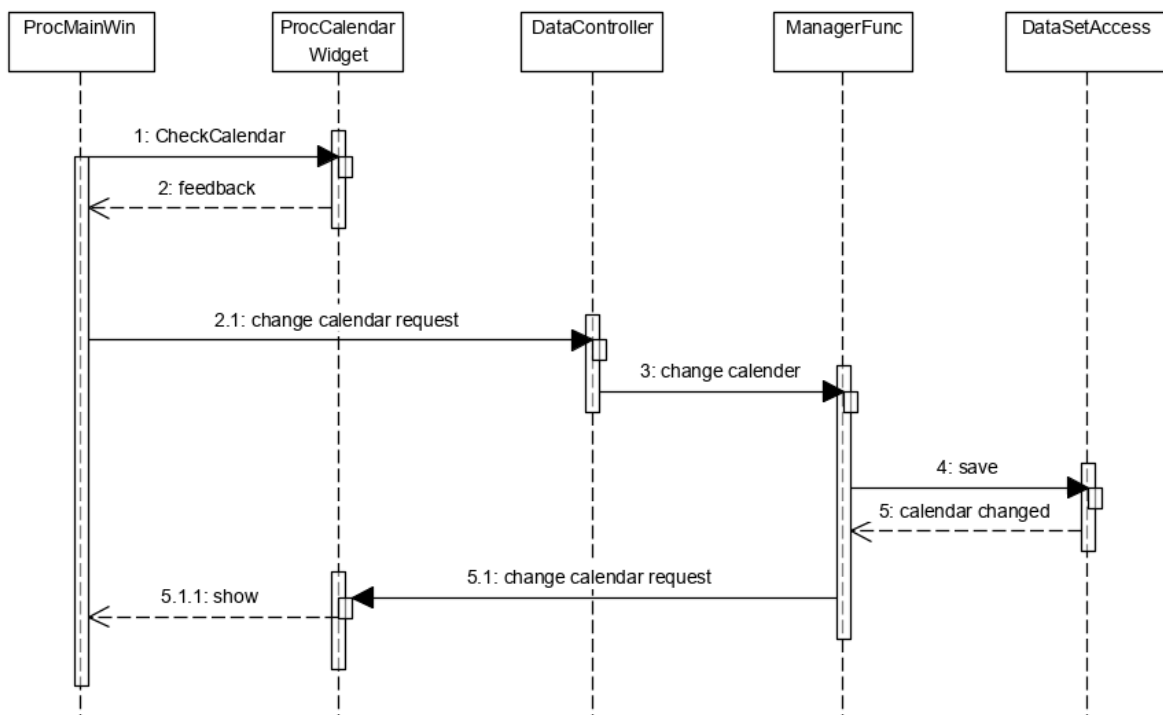 ProcMainWin
ProcCalendar
Widget
DataController
ManagerFunc
DataSetAccess
1: CheckCalendar
2: feedback
2.1: change calendar request
3: change calender
4: save
5: calendar changed
5.1: change calendar request
5.1.1: show